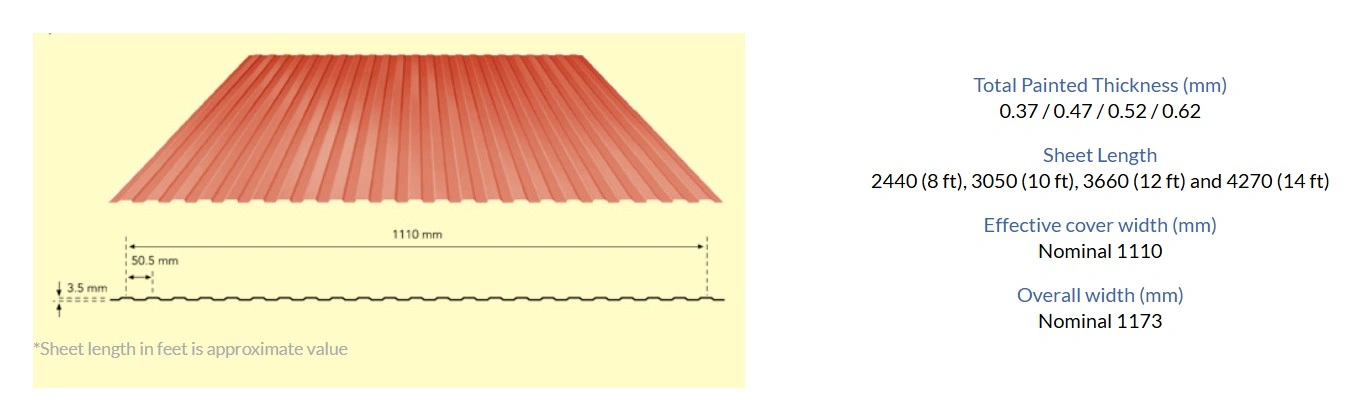 1110 mm
50.5 mm
3.5 mm
*Sheet length in feet is approximate value
Total Painted Thickness (mm)
0.37 / 0.47 / 0.52 / 0.62
Sheet Length
2440 (8 ft), 3050 (10 ft), 3660 (12 ft) and 4270 (14 ft)
Effective cover width (mm)
Nominal 1110
Overall width (mm)
Nominal 1173